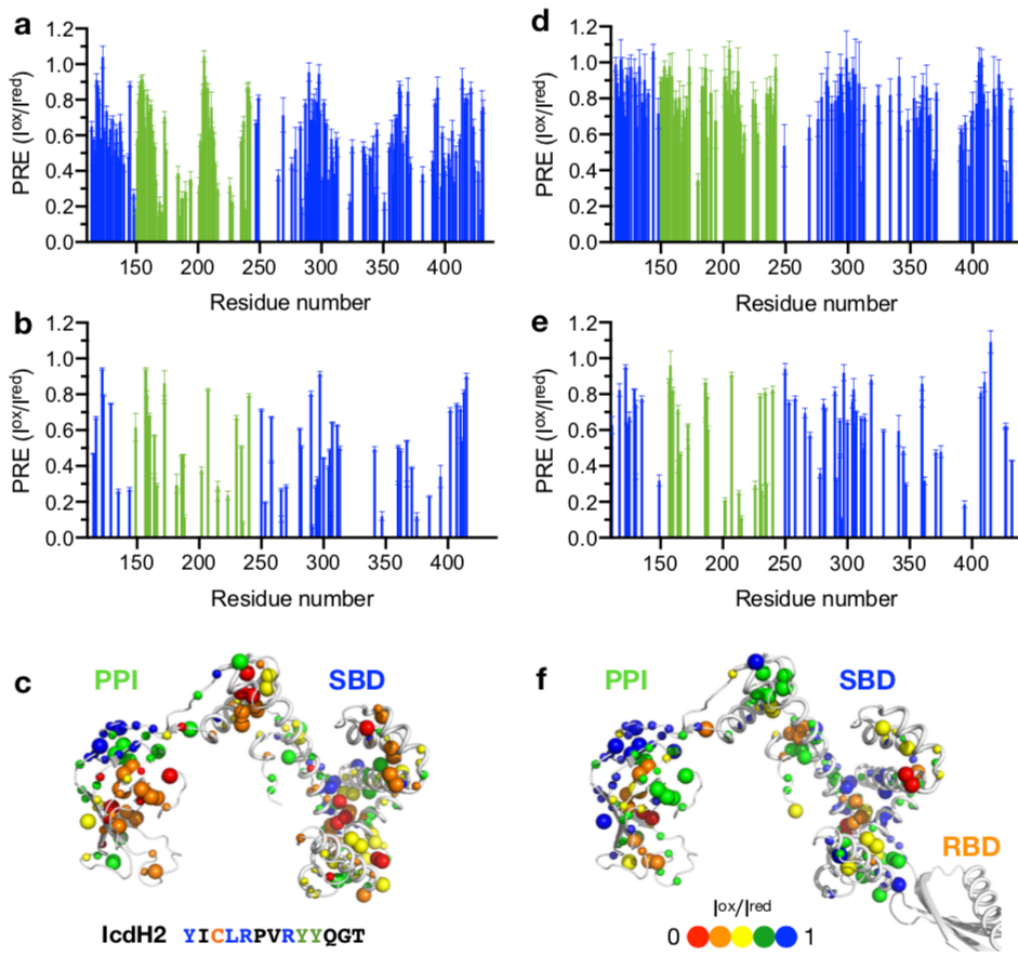 a
1.2
1.0
0.8
0.6
0.4
0.2
0.0
PRE (Iox/Ired)
150 200 250 300 350 400
Residue number
d
1.2
1.0
0.8
0.6
0.4
0.2
0.0
PRE (Iox/Ired)
150 200 250 300 350 400
Residue number
b
1.2
1.0
0.8
0.6
0.4
0.2
0.0
PRE (Iox/Ired)
150 200 250 300 350 400
Residue number
e
1.2
1.0
0.8
0.6
0.4
0.2
0.0
PRE (Iox/Ired)
150 200 250 300 350 400
Residue number
c
PPI
SBD
IcdH2 YICLRPVRYYQGT
f
PPI
SBD
RBD
Iox/Ired
0 1